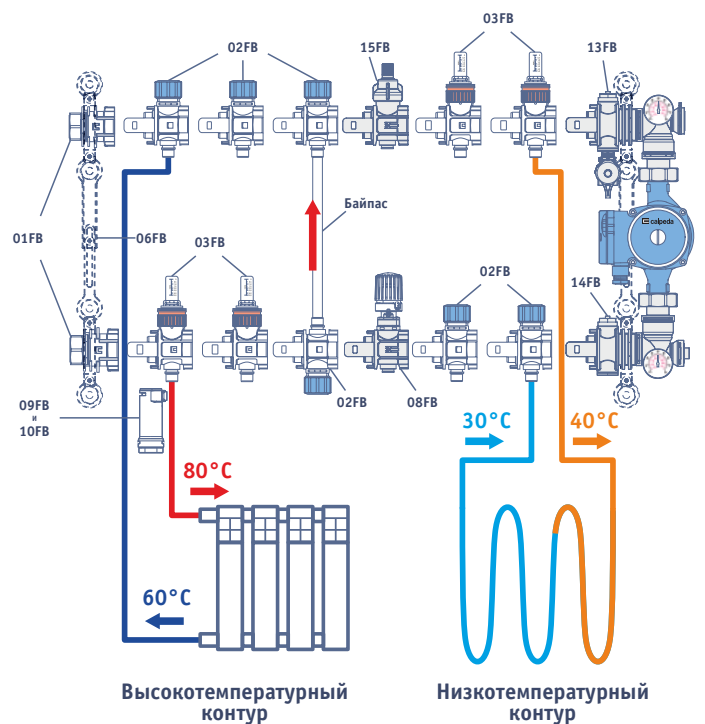 03FB
02FB
15FB
13FB
Байпас
calpeda
01FB
06FB
03FB
02FB
14FB
02FB
08FB
09FB
и
10FB
30°C
40°C
80°C
60°C
Высокотемпературный
контур
Низкотемпературный
контур